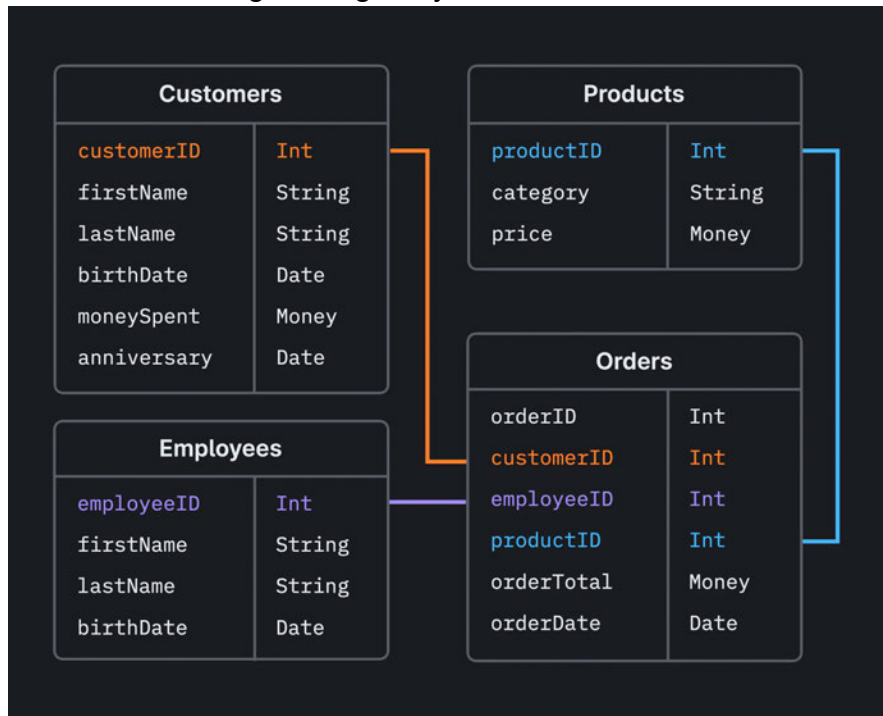 Customers
customerID Int
firstName String
lastName String
birthDate Date
moneySpent Money
anniversary Date
Products
productID Int
category String
price Money
Employees
employeeID Int
firstName String
lastName String
birthDate Date
Orders
orderID Int
customerID Int
employeeID Int
productID Int
orderTotal Money
orderDate Date